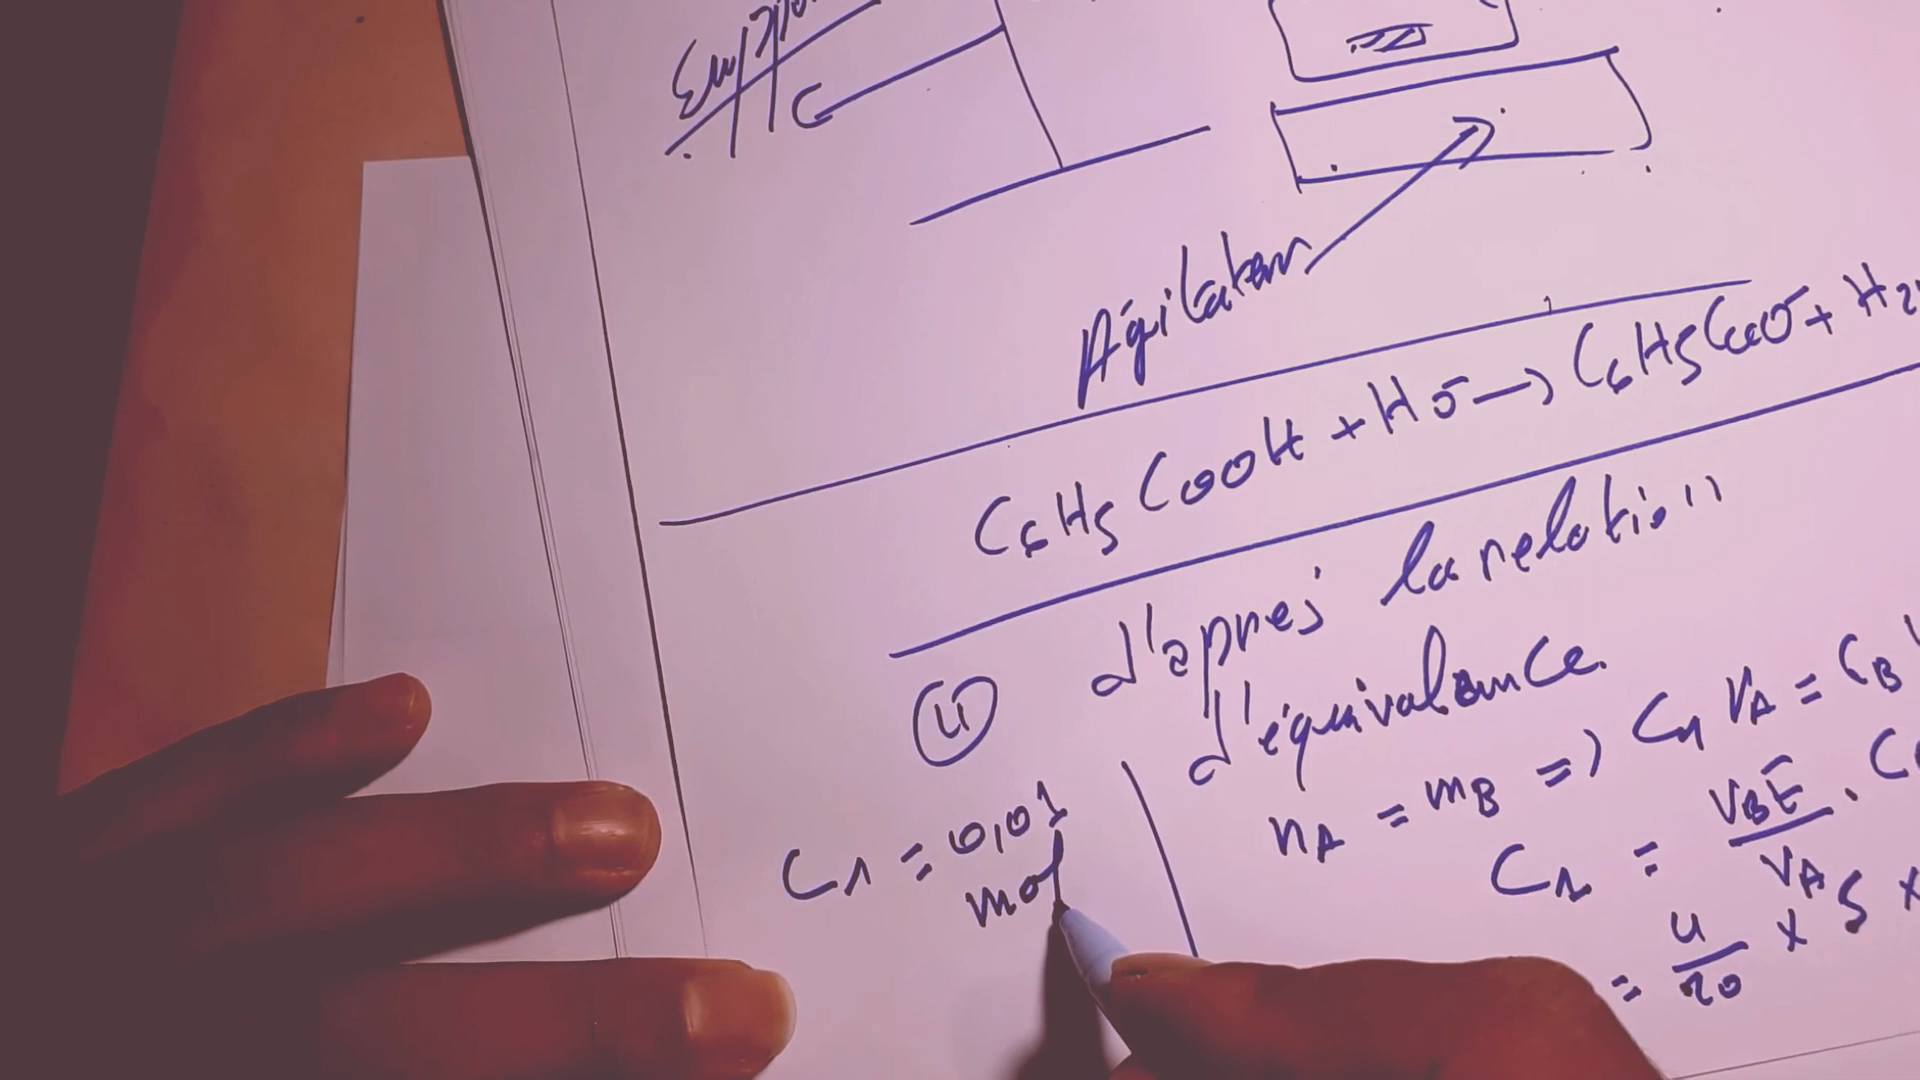 Agitateur
C6H5COOH + HO⁻ → C6H5COO⁻ + H2
④ d'après la relation
d'équivalence.
nA = nB => C1 VA = CB
C1 = VBE / VA . C
= 4/20 × 5 ×
C1 = 0,01
mol